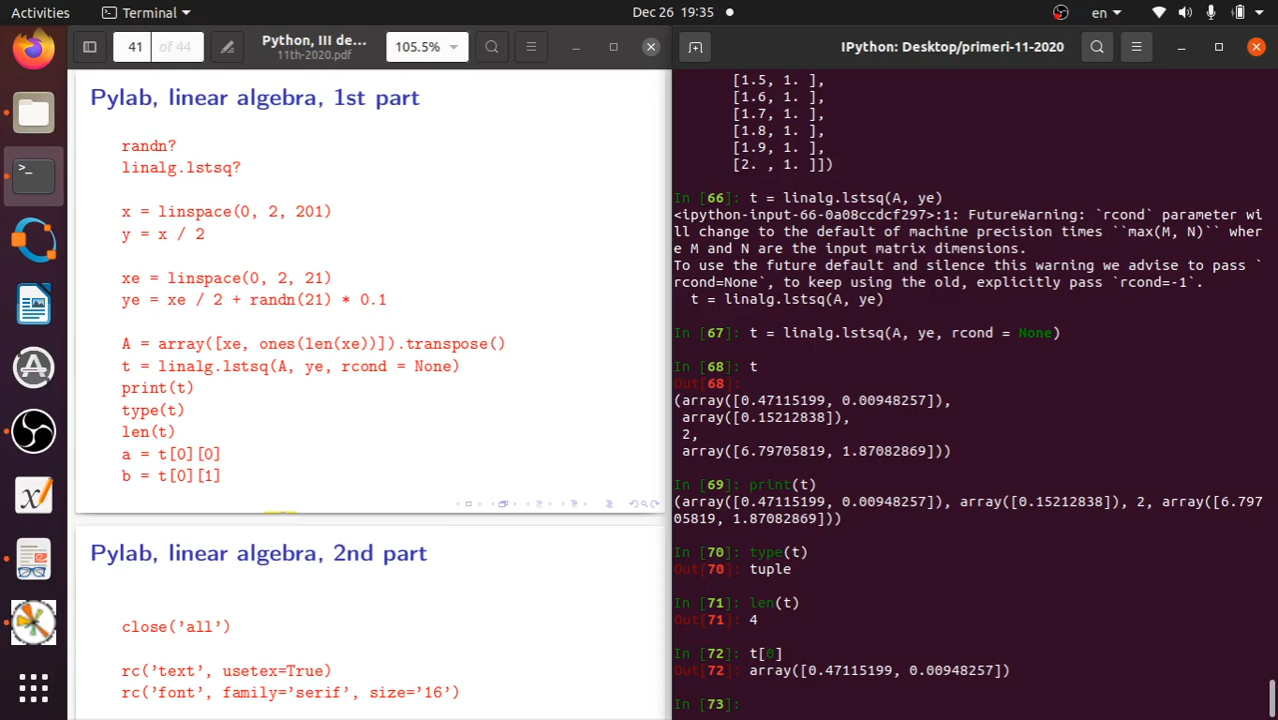 Activities
Terminal
Dec 26 19:35
en
41 of 44
Python, III de...
11th-2020.pdf
105.5%
Pylab, linear algebra, 1st part
randn?
linalg.lstsq?
x = linspace(0, 2, 201)
y = x / 2
xe = linspace(0, 2, 21)
ye = xe / 2 + randn(21) * 0.1
A = array([xe, ones(len(xe))]).transpose()
t = linalg.lstsq(A, ye, rcond = None)
print(t)
type(t)
len(t)
a = t[0][0]
b = t[0][1]
Pylab, linear algebra, 2nd part
close('all')
rc('text', usetex=True)
rc('font', family='serif', size='16')
IPython: Desktop/primeri-11-2020
[1.5, 1. ],
[1.6, 1. ],
[1.7, 1. ],
[1.8, 1. ],
[1.9, 1. ],
[2. , 1. ]])
In [66]: t = linalg.lstsq(A, ye)
<ipython-input-66-0a08ccdcf297>:1: FutureWarning: `rcond` parameter wi
ll change to the default of machine precision times ``max(M, N)`` wher
e M and N are the input matrix dimensions.
To use the future default and silence this warning we advise to pass `
rcond=None`, to keep using the old, explicitly pass `rcond=-1`.
t = linalg.lstsq(A, ye)
In [67]: t = linalg.lstsq(A, ye, rcond = None)
In [68]: t
Out[68]:
(array([0.47115199, 0.00948257]),
array([0.15212838]),
2,
array([6.79705819, 1.87082869]))
In [69]: print(t)
(array([0.47115199, 0.00948257]), array([0.15212838]), 2, array([6.797
05819, 1.87082869]))
In [70]: type(t)
Out[70]: tuple
In [71]: len(t)
Out[71]: 4
In [72]: t[0]
Out[72]: array([0.47115199, 0.00948257])
In [73]: